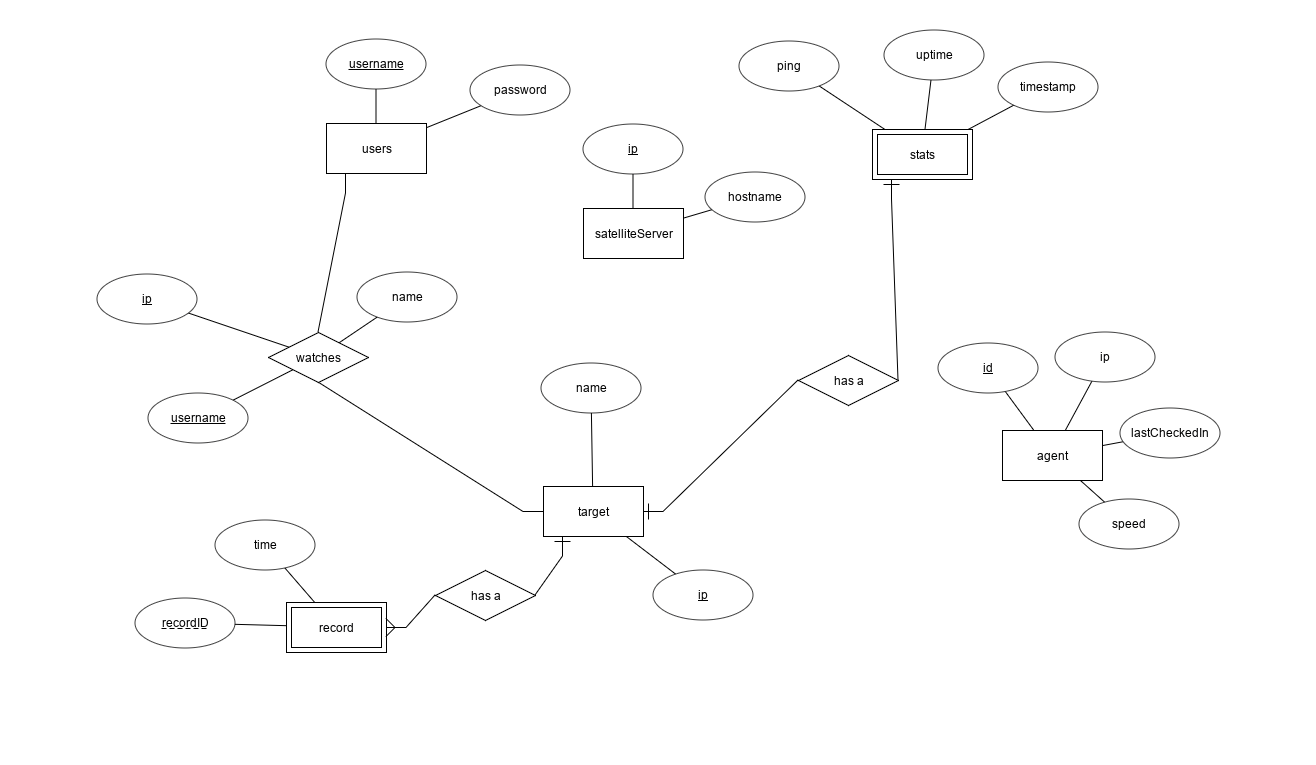 username
password
users
ping
uptime
timestamp
stats
ip
hostname
satelliteServer
ip
name
watches
username
name
has a
id
ip
lastCheckedIn
agent
speed
target
time
has a
ip
recordID
record